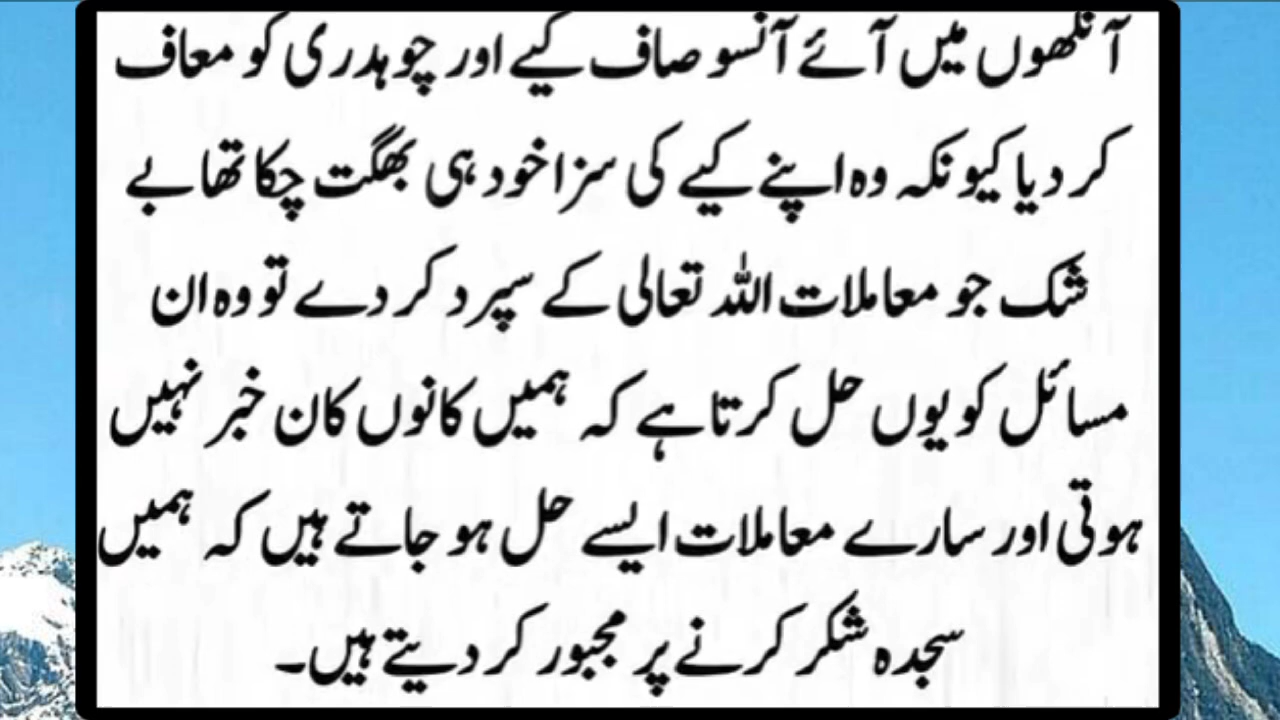 آنکھوں میں آئے آنسو صاف کیے اور چوہدری کو معاف
کر دیا کیونکہ وہ اپنے کیے کی سزا خود ہی بھگت چکا تھا بے
شک جو معاملات اللہ تعالی کے سپرد کر دے تو وہ ان
مسائل کو یوں حل کرتا ہے کہ ہمیں کانوں کان خبر نہیں
ہوتی اور سارے معاملات ایسے حل ہو جاتے ہیں کہ ہمیں
سجدہ شکر کرنے پر مجبور کر دیتے ہیں۔